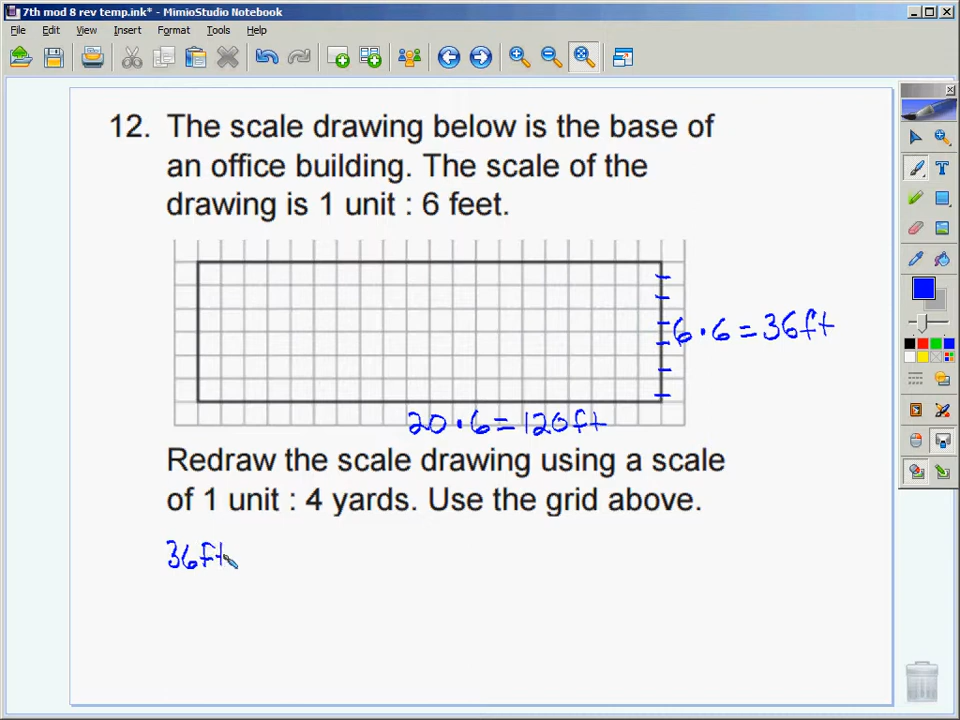 7th mod 8 rev temp.ink* - MimioStudio Notebook
File Edit View Insert Format Tools Help
12. The scale drawing below is the base of
an office building. The scale of the
drawing is 1 unit : 6 feet.
6 · 6 = 36ft
20 · 6 = 120ft
Redraw the scale drawing using a scale
of 1 unit : 4 yards. Use the grid above.
36ft